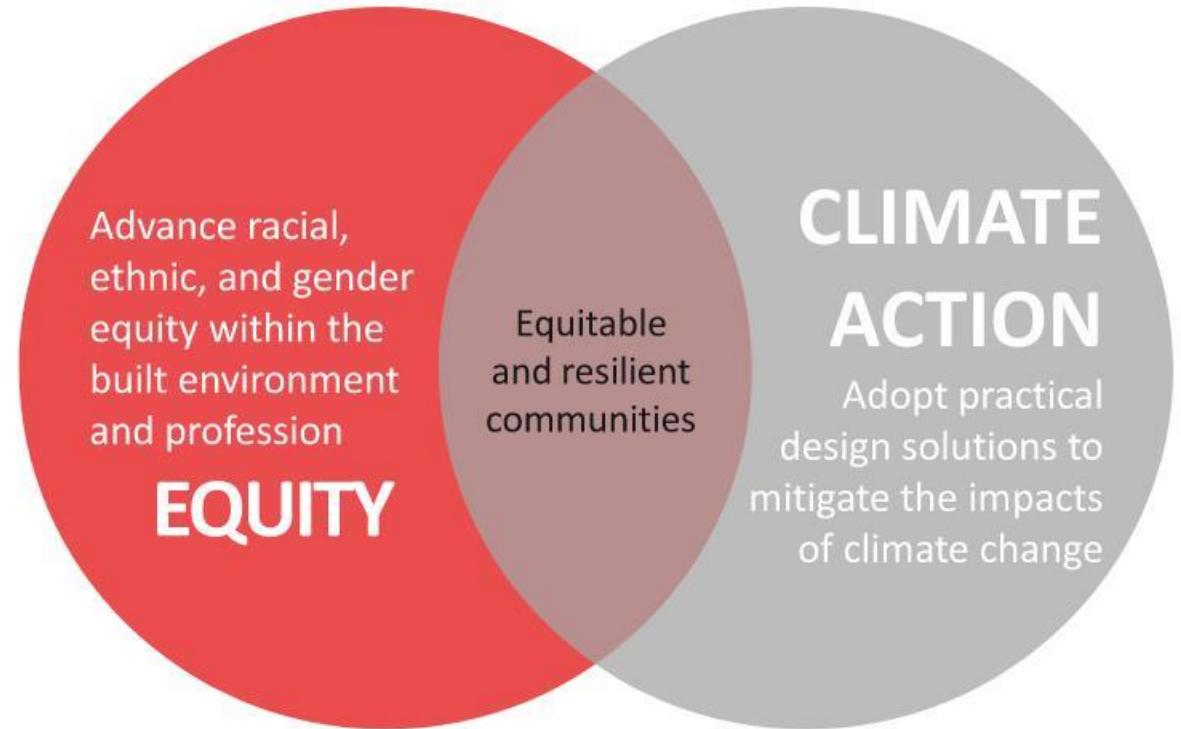 Advance racial,
ethnic, and gender
equity within the
built environment
and profession
EQUITY
Equitable
and resilient
communities
CLIMATE
ACTION
Adopt practical
design solutions to
mitigate the impacts
of climate change